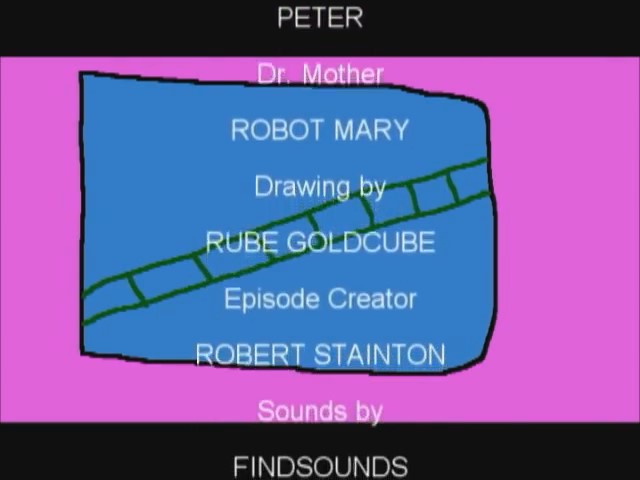 PETER
Dr. Mother
ROBOT MARY
Drawing by
RUBE GOLDCUBE
Episode Creator
ROBERT STAINTON
Sounds by
FINDSOUNDS